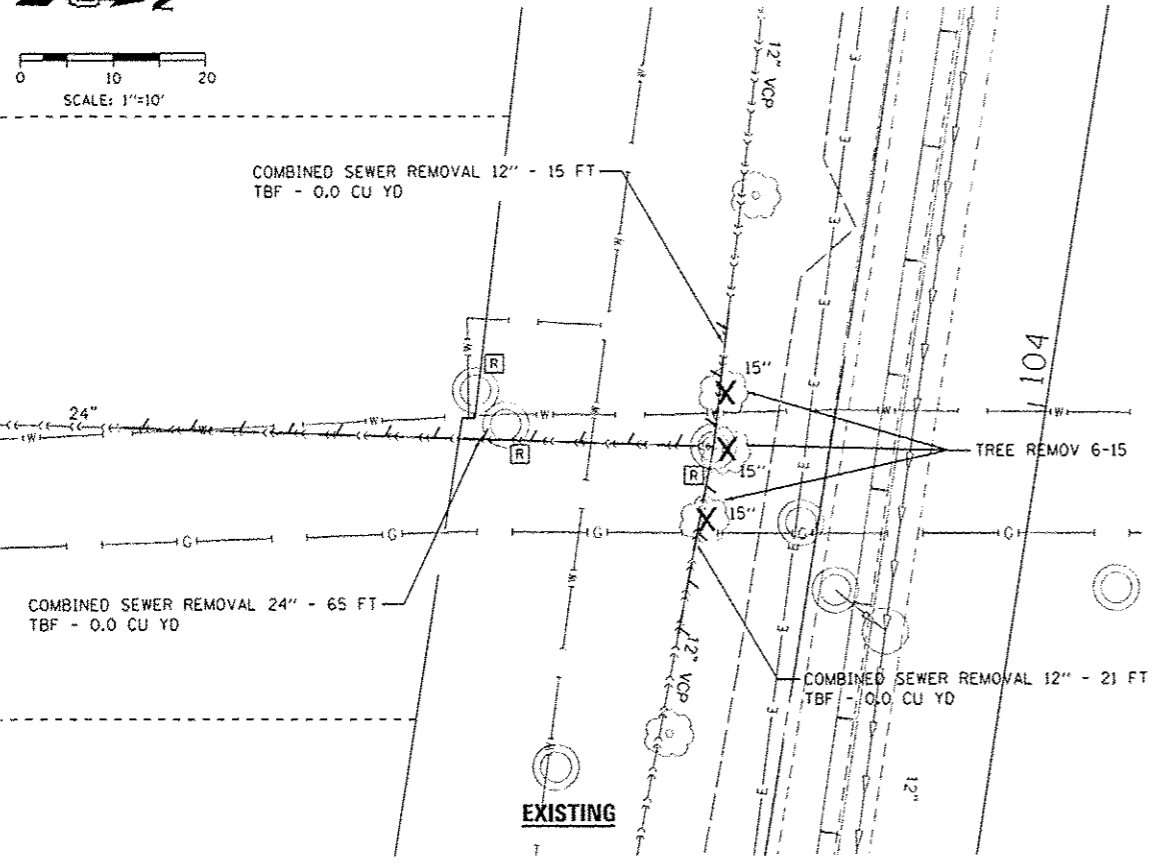 Z
0 10 20
SCALE: 1"=10'
12" VCP
COMBINED SEWER REMOVAL 12" - 15 FT
TBF - 0.0 CU YD
104
R
15"
24"
TREE REMOV 6-15
R
15"
R
15"
COMBINED SEWER REMOVAL 24" - 65 FT
TBF - 0.0 CU YD
12" VCP
COMBINED SEWER REMOVAL 12" - 21 FT
TBF - 0.0 CU YD
12"
EXISTING
W
W
W
W
W
W
W
W
W
G
G
G
G
G
E
E
E
E
E
E
E
E